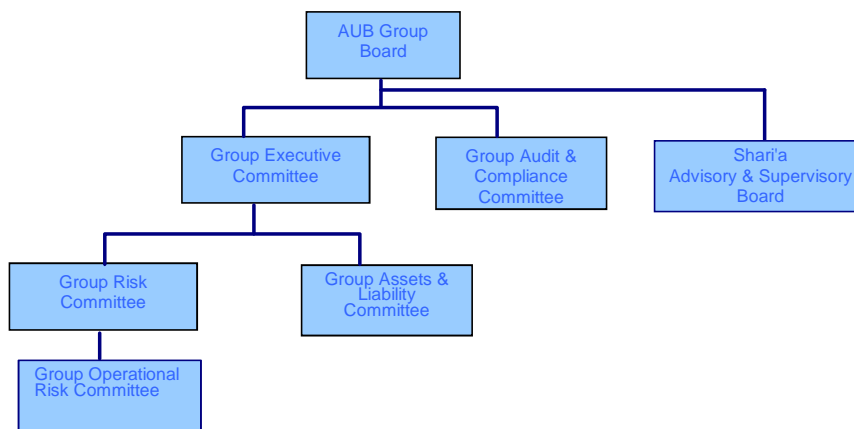 AUB Group
Board
Group Executive
Committee
Group Audit &
Compliance
Committee
Shari'a
Advisory & Supervisory
Board
Group Risk
Committee
Group Assets &
Liability
Committee
Group Operational
Risk Committee